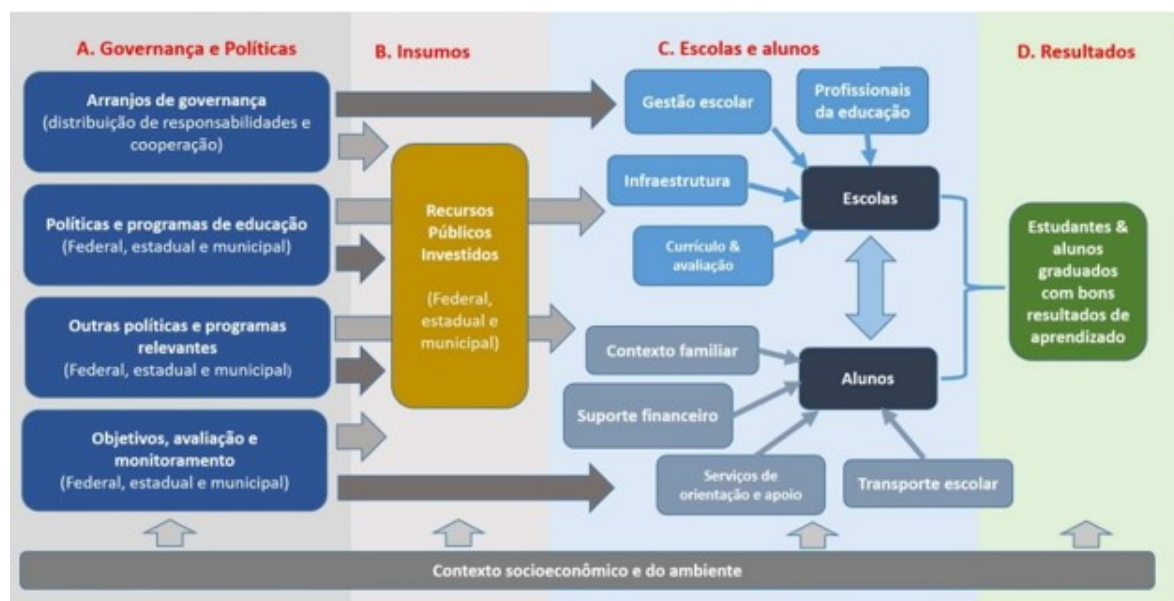 A. Governança e Políticas
Arranjos de governança
(distribuição de responsabilidades e
cooperação)
Políticas e programas de educação
(Federal, estadual e municipal)
Outras políticas e programas
relevantes
(Federal, estadual e municipal)
Objetivos, avaliação e
monitoramento
(Federal, estadual e municipal)
B. Insumos
Recursos
Públicos
Investidos
(Federal,
estadual e
municipal)
C. Escolas e alunos
Gestão escolar
Profissionais
da educação
Infraestrutura
Escolas
Currículo &
avaliação
Contexto familiar
Alunos
Suporte financeiro
Serviços de
orientação e apoio
Transporte escolar
D. Resultados
Estudantes &
alunos
graduados
com bons
resultados de
aprendizado
Contexto socioeconômico e do ambiente